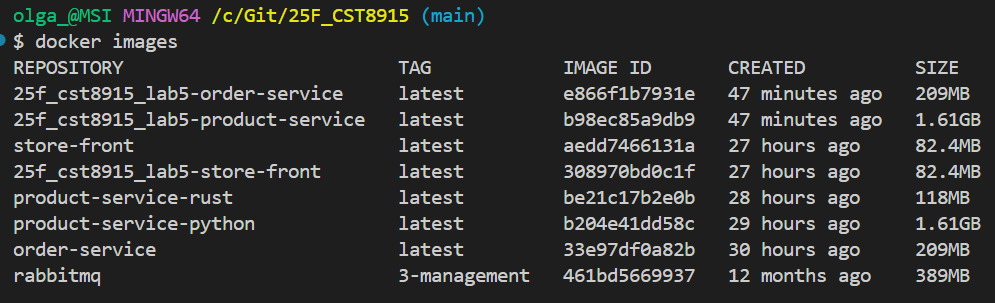 olga_@MSI MINGW64 /c/Git/25F_CST8915 (main)
$ docker images
REPOSITORY TAG IMAGE ID CREATED SIZE
25f_cst8915_lab5-order-service latest e866f1b7931e 47 minutes ago 209MB
25f_cst8915_lab5-product-service latest b98ec85a9db9 47 minutes ago 1.61GB
store-front latest aedd7466131a 27 hours ago 82.4MB
25f_cst8915_lab5-store-front latest 308970bd0c1f 27 hours ago 82.4MB
product-service-rust latest be21c17b2e0b 28 hours ago 118MB
product-service-python latest b204e41dd58c 29 hours ago 1.61GB
order-service latest 33e97df0a82b 30 hours ago 209MB
rabbitmq 3-management 461bd5669937 12 months ago 389MB